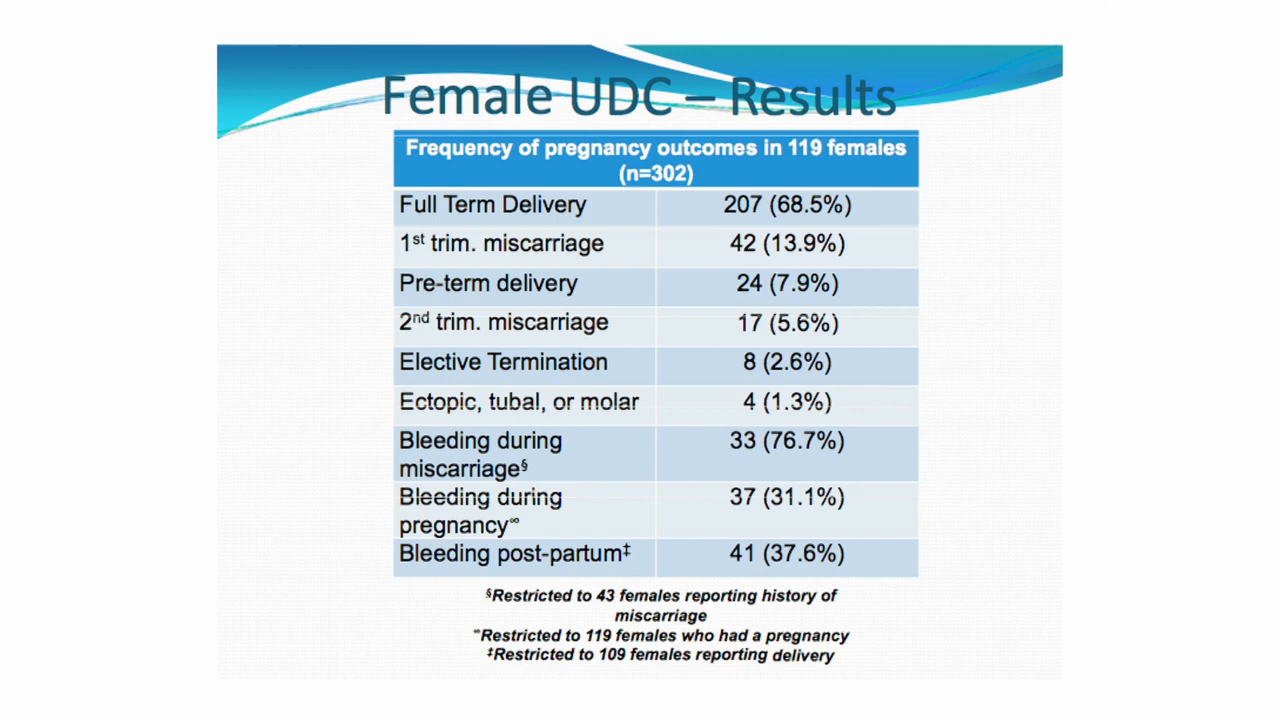 Female UDC – Results
Frequency of pregnancy outcomes in 119 females
(n=302)
Full Term Delivery 207 (68.5%)
1st trim. miscarriage 42 (13.9%)
Pre-term delivery 24 (7.9%)
2nd trim. miscarriage 17 (5.6%)
Elective Termination 8 (2.6%)
Ectopic, tubal, or molar 4 (1.3%)
Bleeding during 33 (76.7%)
miscarriage§
Bleeding during 37 (31.1%)
pregnancy∞
Bleeding post-partum‡ 41 (37.6%)
§Restricted to 43 females reporting history of
miscarriage
∞Restricted to 119 females who had a pregnancy
‡Restricted to 109 females reporting delivery